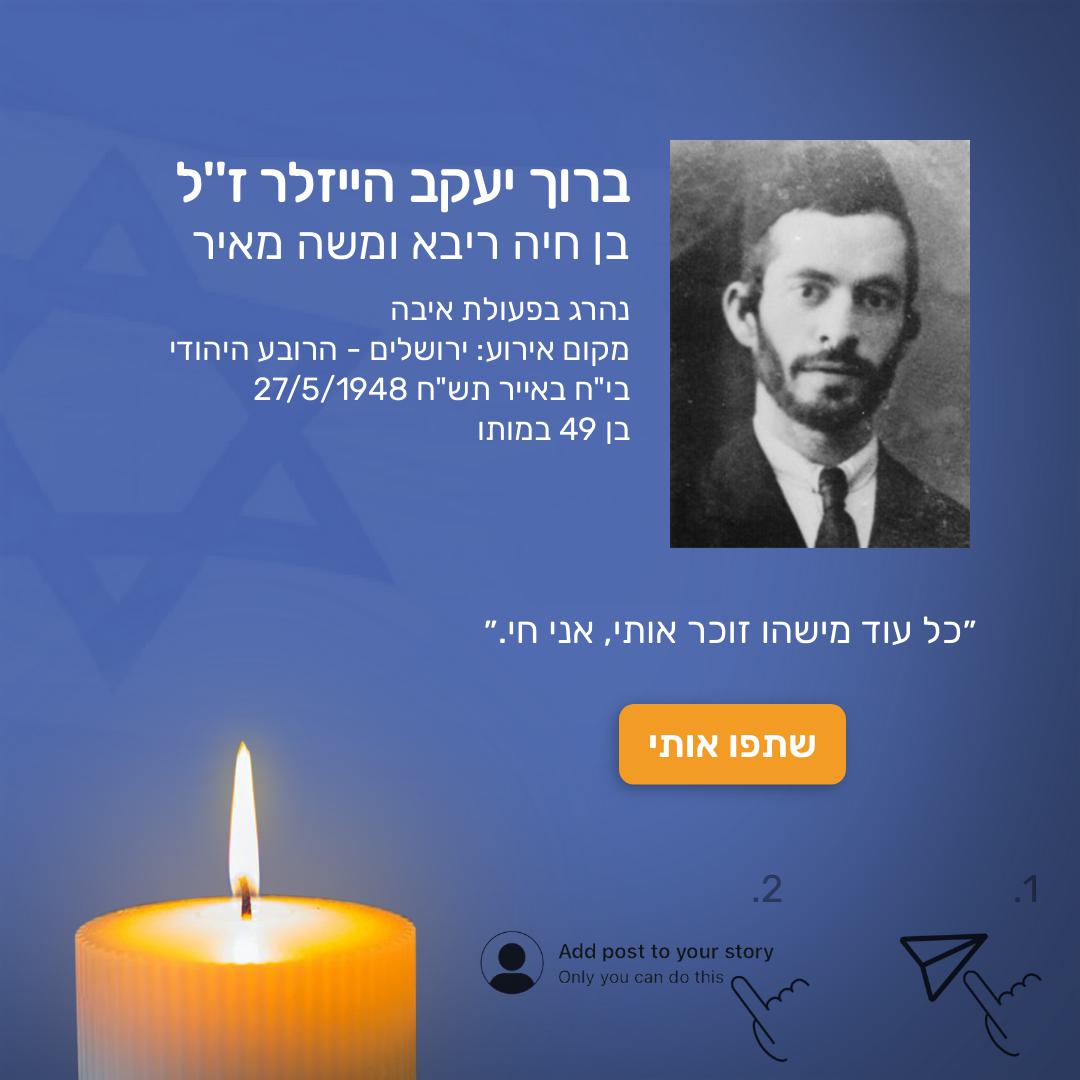 ברוך יעקב הייזלר ז"ל
בן חיה ריבא ומשה מאיר
נהרג בפעולת איבה
מקום אירוע: ירושלים - הרובע היהודי
בי"ח באייר תש"ח 27/5/1948
בן 49 במותו
״כל עוד מישהו זוכר אותי, אני חי.״
שתפו אותי
1.
2.
Add post to your story
Only you can do this